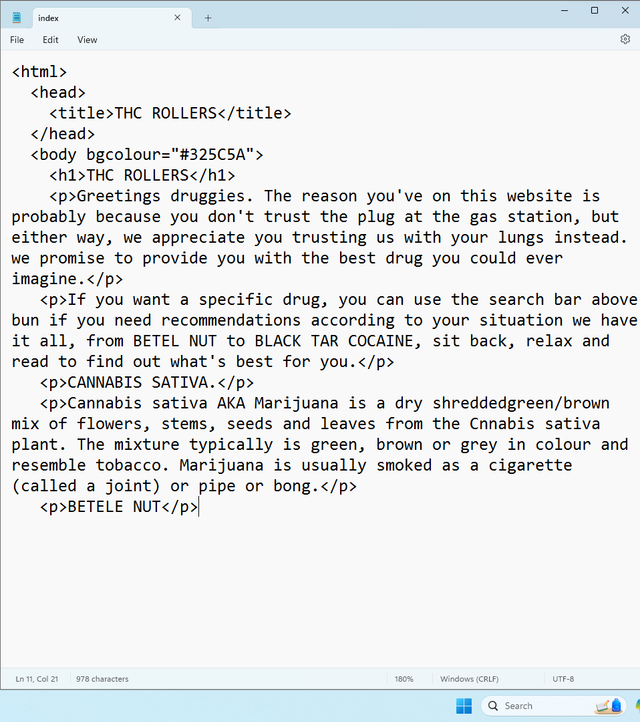 index
File Edit View
<html>
<head>
<title>THC ROLLERS</title>
</head>
<body bgcolour="#325C5A">
<h1>THC ROLLERS</h1>
<p>Greetings druggies. The reason you've on this website is
probably because you don't trust the plug at the gas station, but
either way, we appreciate you trusting us with your lungs instead.
we promise to provide you with the best drug you could ever
imagine.</p>
<p>If you want a specific drug, you can use the search bar above
bun if you need recommendations according to your situation we have
it all, from BETEL NUT to BLACK TAR COCAINE, sit back, relax and
read to find out what's best for you.</p>
<p>CANNABIS SATIVA.</p>
<p>Cannabis sativa AKA Marijuana is a dry shreddedgreen/brown
mix of flowers, stems, seeds and leaves from the Cnnabis sativa
plant. The mixture typically is green, brown or grey in colour and
resemble tobacco. Marijuana is usually smoked as a cigarette
(called a joint) or pipe or bong.</p>
<p>BETELE NUT</p>
Ln 11, Col 21 978 characters 180% Windows (CRLF) UTF-8
Search